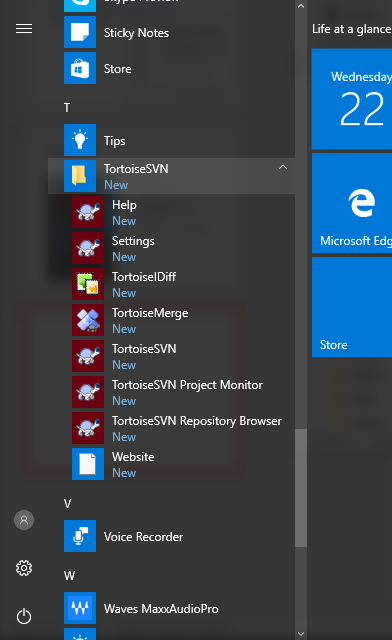 Sticky Notes
Store
T
Tips
TortoiseSVN
New
Help
New
Settings
New
TortoiseIDiff
New
TortoiseMerge
New
TortoiseSVN
New
TortoiseSVN Project Monitor
New
TortoiseSVN Repository Browser
New
Website
New
V
Voice Recorder
W
Waves MaxxAudioPro
Life at a glance
Wednesday
22
Microsoft Edg
Store